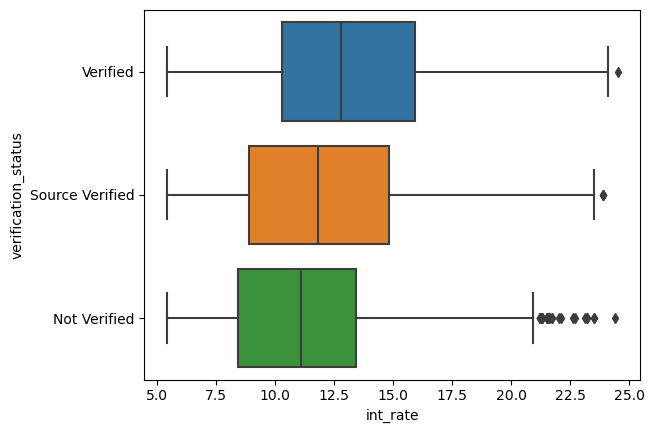 Verified
Source Verified
Not Verified
verification_status
5.0 7.5 10.0 12.5 15.0 17.5 20.0 22.5 25.0
int_rate